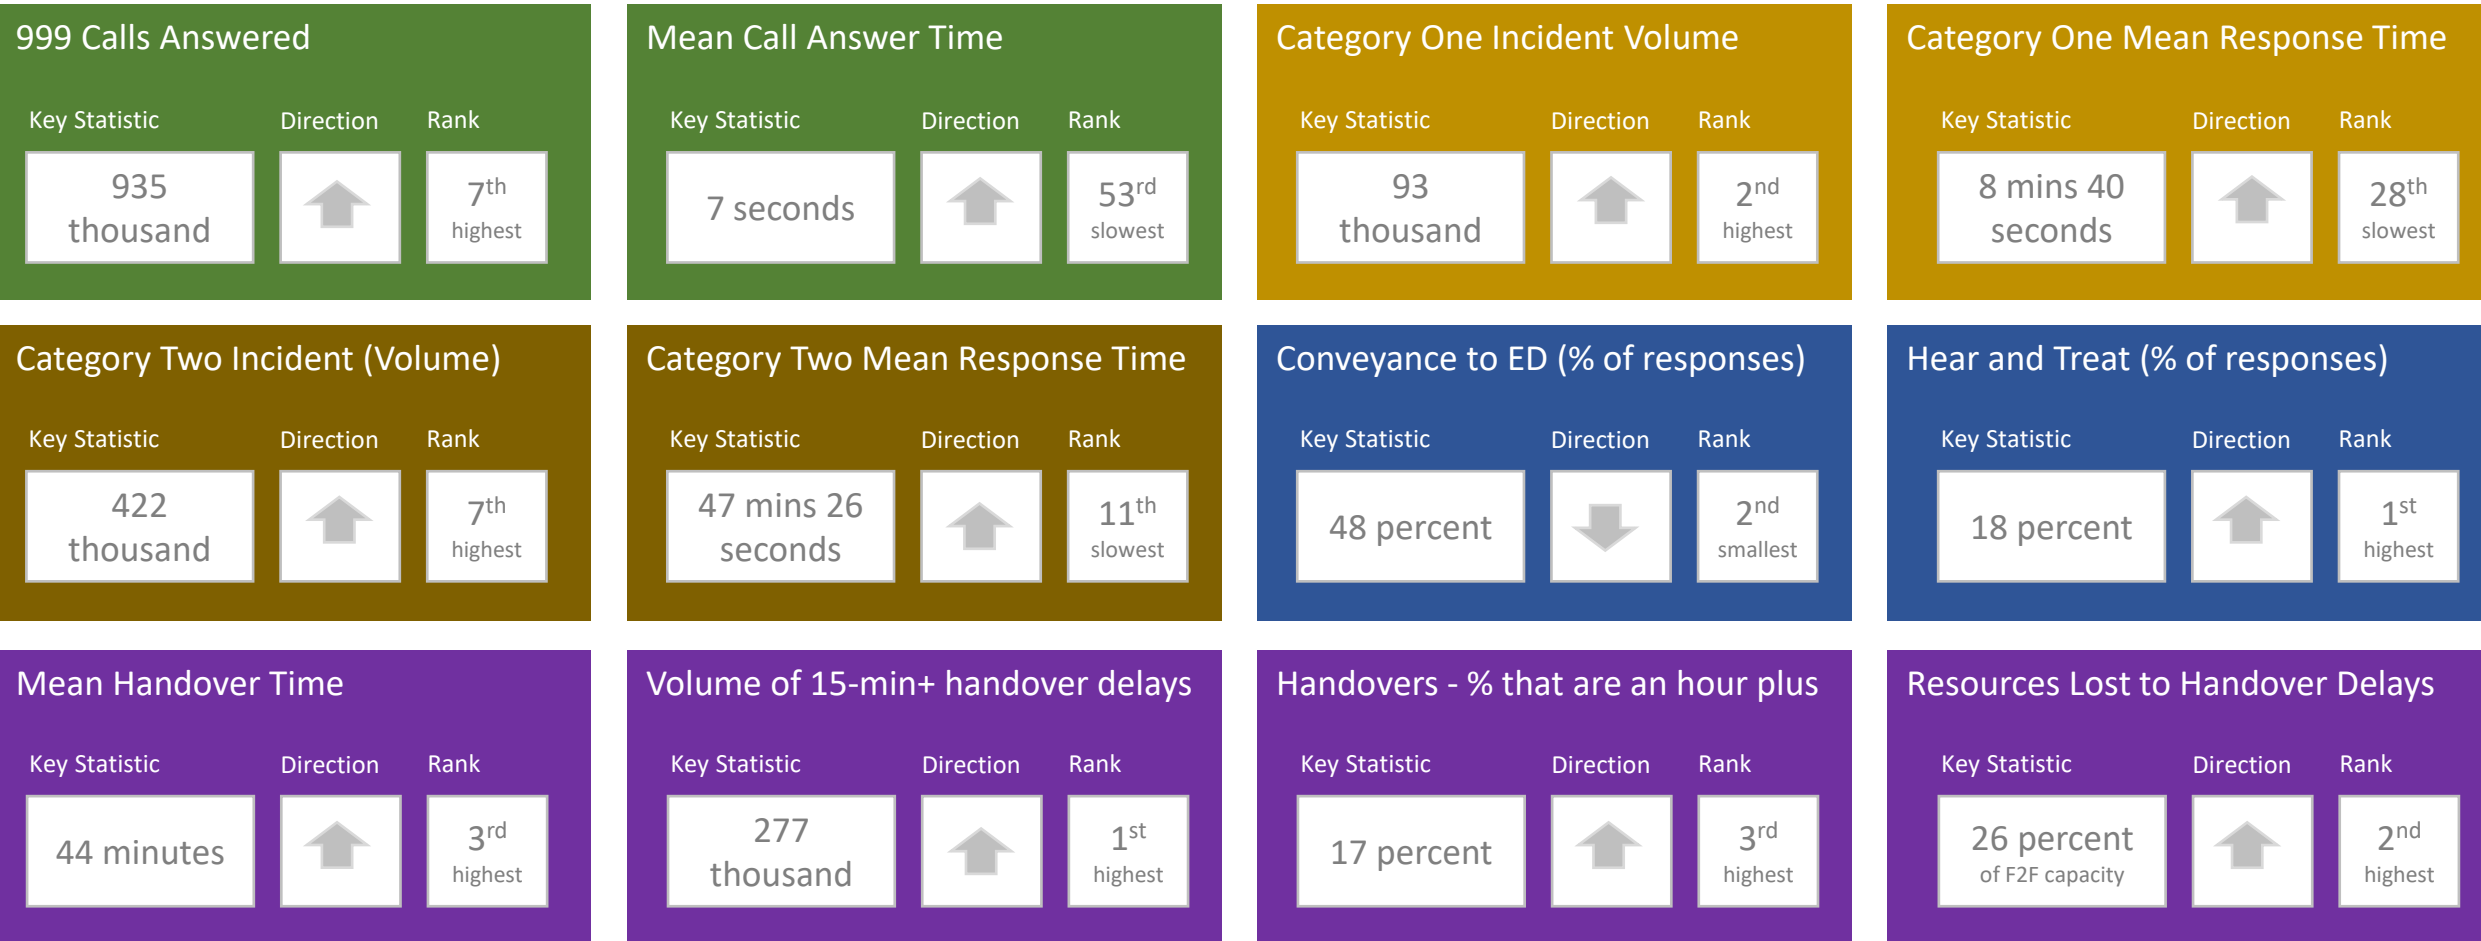 999 Calls Answered
Key Statistic
Direction
Rank
935
thousand
7th
highest
Mean Call Answer Time
Key Statistic
Direction
Rank
7 seconds
53rd
slowest
Category One Incident Volume
Key Statistic
Direction
Rank
93
thousand
2nd
highest
Category One Mean Response Time
Key Statistic
Direction
Rank
8 mins 40
seconds
28th
slowest
Category Two Incident (Volume)
Key Statistic
Direction
Rank
422
thousand
7th
highest
Category Two Mean Response Time
Key Statistic
Direction
Rank
47 mins 26
seconds
11th
slowest
Conveyance to ED (% of responses)
Key Statistic
Direction
Rank
48 percent
2nd
smallest
Hear and Treat (% of responses)
Key Statistic
Direction
Rank
18 percent
1st
highest
Mean Handover Time
Key Statistic
Direction
Rank
44 minutes
3rd
highest
Volume of 15-min+ handover delays
Key Statistic
Direction
Rank
277
thousand
1st
highest
Handovers - % that are an hour plus
Key Statistic
Direction
Rank
17 percent
3rd
highest
Resources Lost to Handover Delays
Key Statistic
Direction
Rank
26 percent
of F2F capacity
2nd
highest